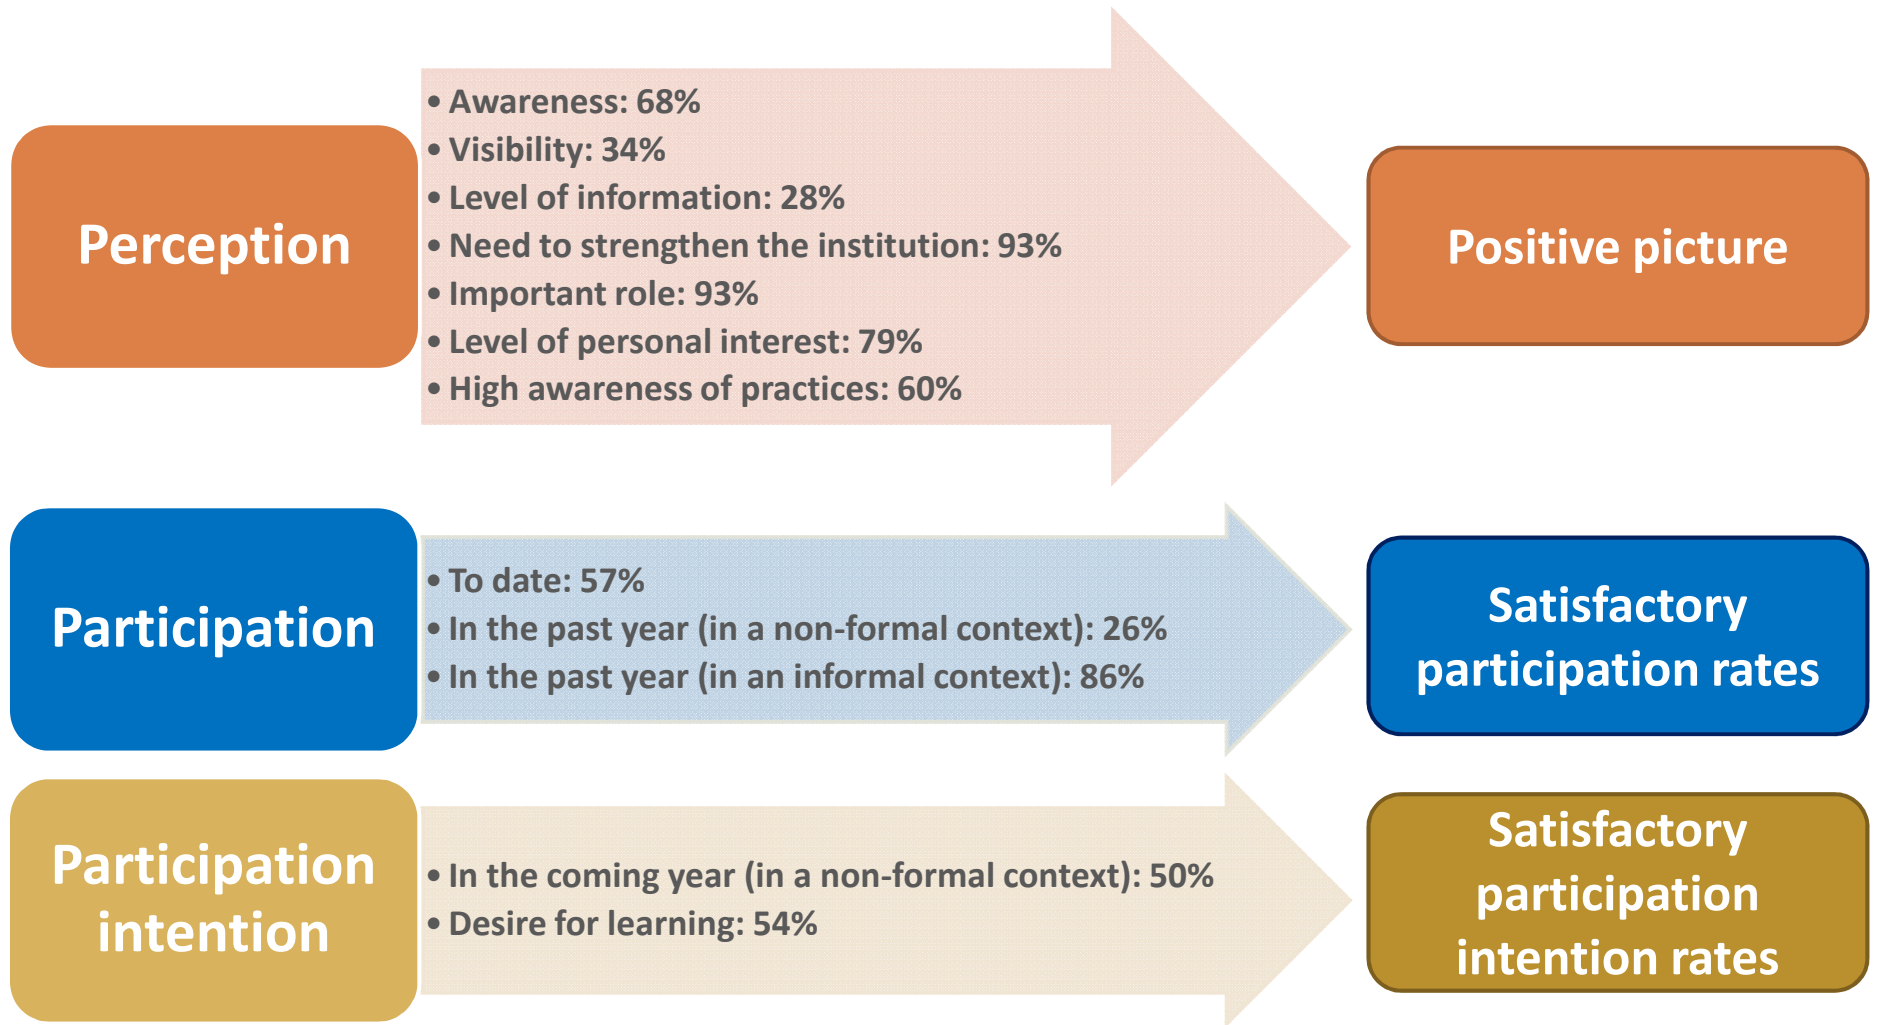 Perception
• Awareness: 68%
• Visibility: 34%
• Level of information: 28%
• Need to strengthen the institution: 93%
• Important role: 93%
• Level of personal interest: 79%
• High awareness of practices: 60%
Positive picture
Participation
• To date: 57%
• In the past year (in a non-formal context): 26%
• In the past year (in an informal context): 86%
Satisfactory
participation rates
Participation
intention
• In the coming year (in a non-formal context): 50%
• Desire for learning: 54%
Satisfactory
participation
intention rates